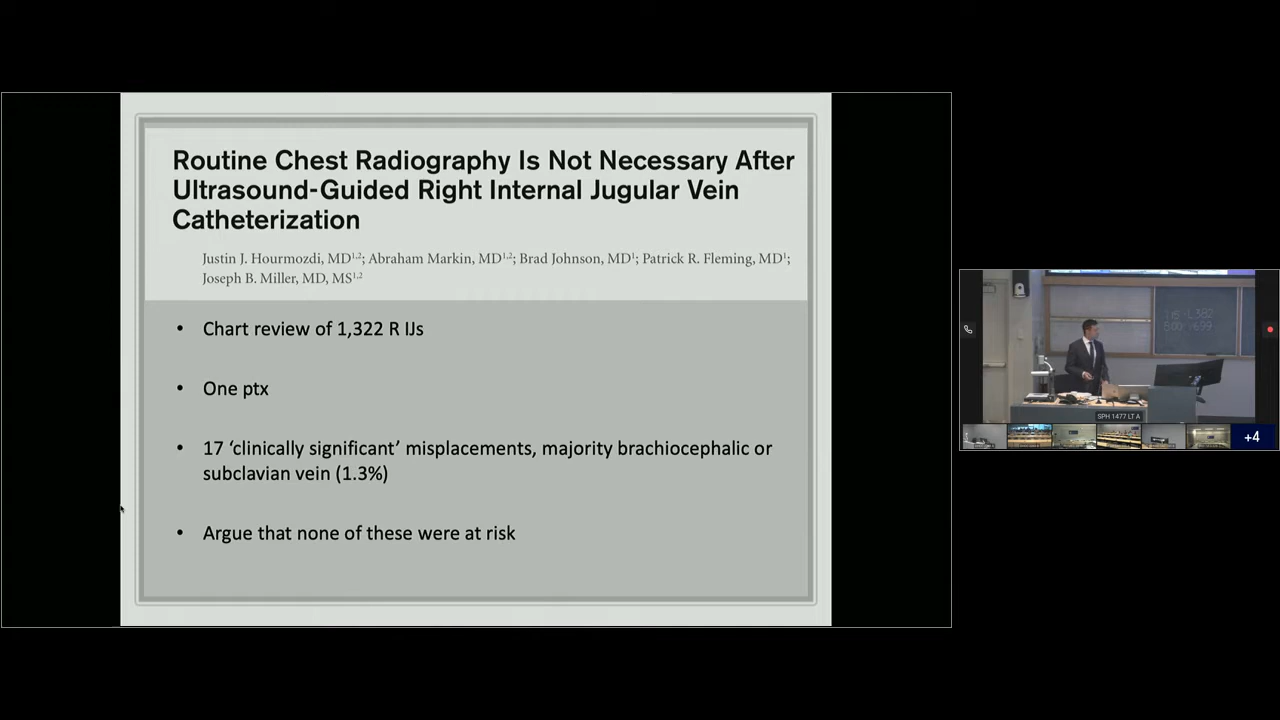 Routine Chest Radiography Is Not Necessary After
Ultrasound-Guided Right Internal Jugular Vein
Catheterization
Justin J. Hourmozdi, MD1,2; Abraham Markin, MD1,2; Brad Johnson, MD1; Patrick R. Fleming, MD1;
Joseph B. Miller, MD, MS1,2
• Chart review of 1,322 R IJs
• One ptx
• 17 ‘clinically significant’ misplacements, majority brachiocephalic or
subclavian vein (1.3%)
• Argue that none of these were at risk
SPH 1477 LT A
+4